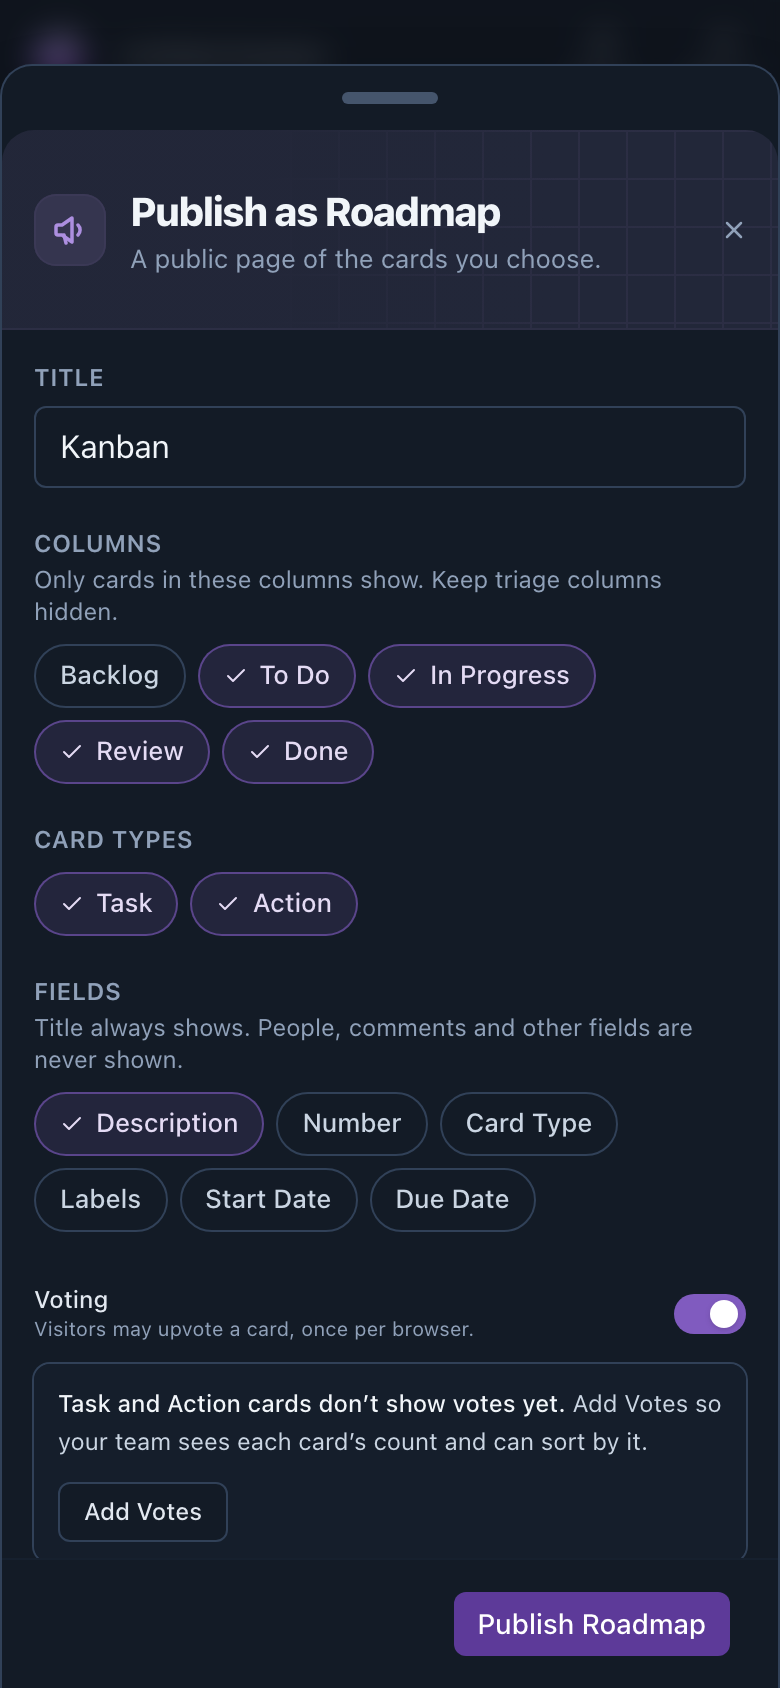 Publish as Roadmap
A public page of the cards you choose.
TITLE
Kanban
COLUMNS
Only cards in these columns show. Keep triage columns
hidden.
Backlog
To Do
In Progress
Review
Done
CARD TYPES
Task
Action
FIELDS
Title always shows. People, comments and other fields are
never shown.
Description
Number
Card Type
Labels
Start Date
Due Date
Voting
Visitors may upvote a card, once per browser.
Task and Action cards don’t show votes yet. Add Votes so
your team sees each card’s count and can sort by it.
Add Votes
Publish Roadmap